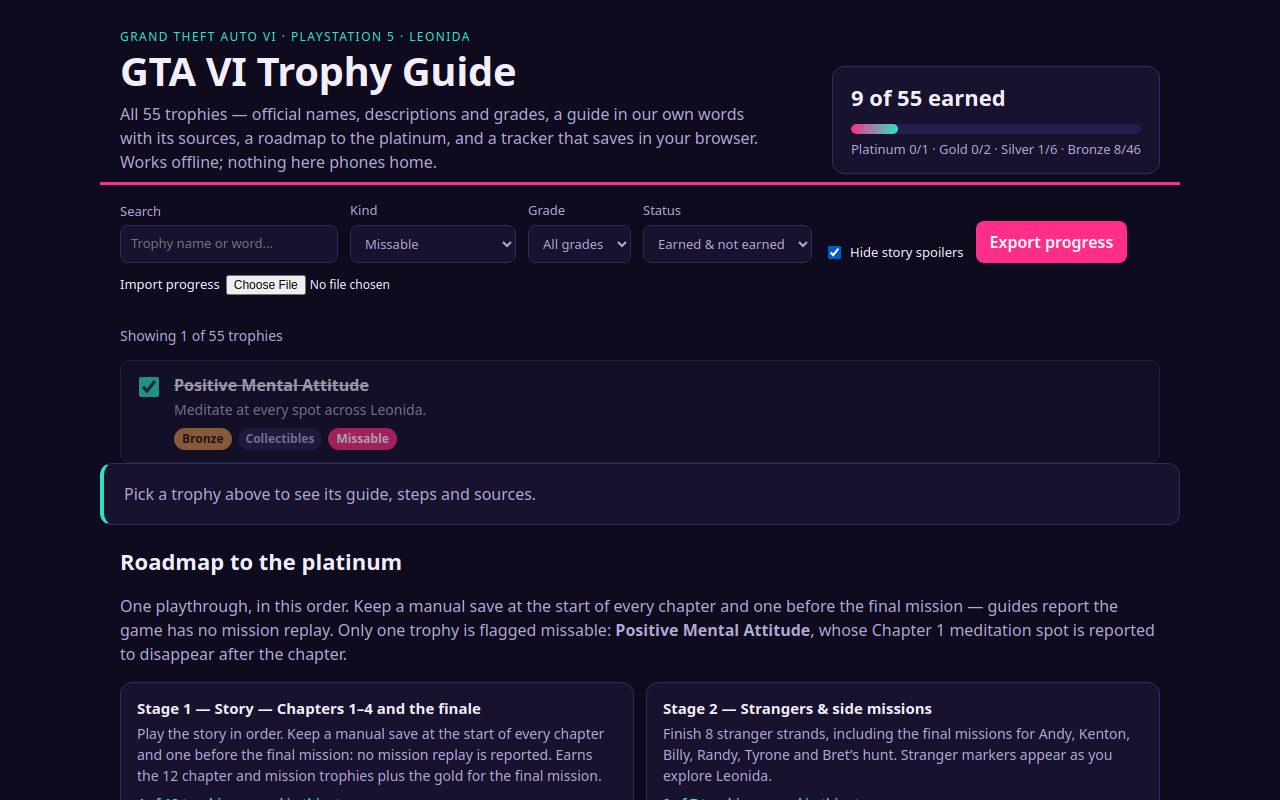 GRAND THEFT AUTO VI · PLAYSTATION 5 · LEONIDA
GTA VI Trophy Guide
All 55 trophies — official names, descriptions and grades, a guide in our own words
with its sources, a roadmap to the platinum, and a tracker that saves in your browser.
Works offline; nothing here phones home.
9 of 55 earned
Platinum 0/1 · Gold 0/2 · Silver 1/6 · Bronze 8/46
Search
Kind
Grade
Status
Trophy name or word...
Missable
All grades
Earned & not earned
Hide story spoilers
Export progress
Import progress
Choose File
No file chosen
Showing 1 of 55 trophies
Positive Mental Attitude
Meditate at every spot across Leonida.
Bronze
Collectibles
Missable
Pick a trophy above to see its guide, steps and sources.
Roadmap to the platinum
One playthrough, in this order. Keep a manual save at the start of every chapter and one before the final mission — guides report the
game has no mission replay. Only one trophy is flagged missable: Positive Mental Attitude, whose Chapter 1 meditation spot is reported
to disappear after the chapter.
Stage 1 — Story — Chapters 1–4 and the finale
Play the story in order. Keep a manual save at the start of every chapter
and one before the final mission: no mission replay is reported. Earns
the 12 chapter and mission trophies plus the gold for the final mission.
Stage 2 — Strangers & side missions
Finish 8 stranger strands, including the final missions for Andy, Kenton,
Billy, Randy, Tyrone and Bret's hunt. Stranger markers appear as you
explore Leonida.